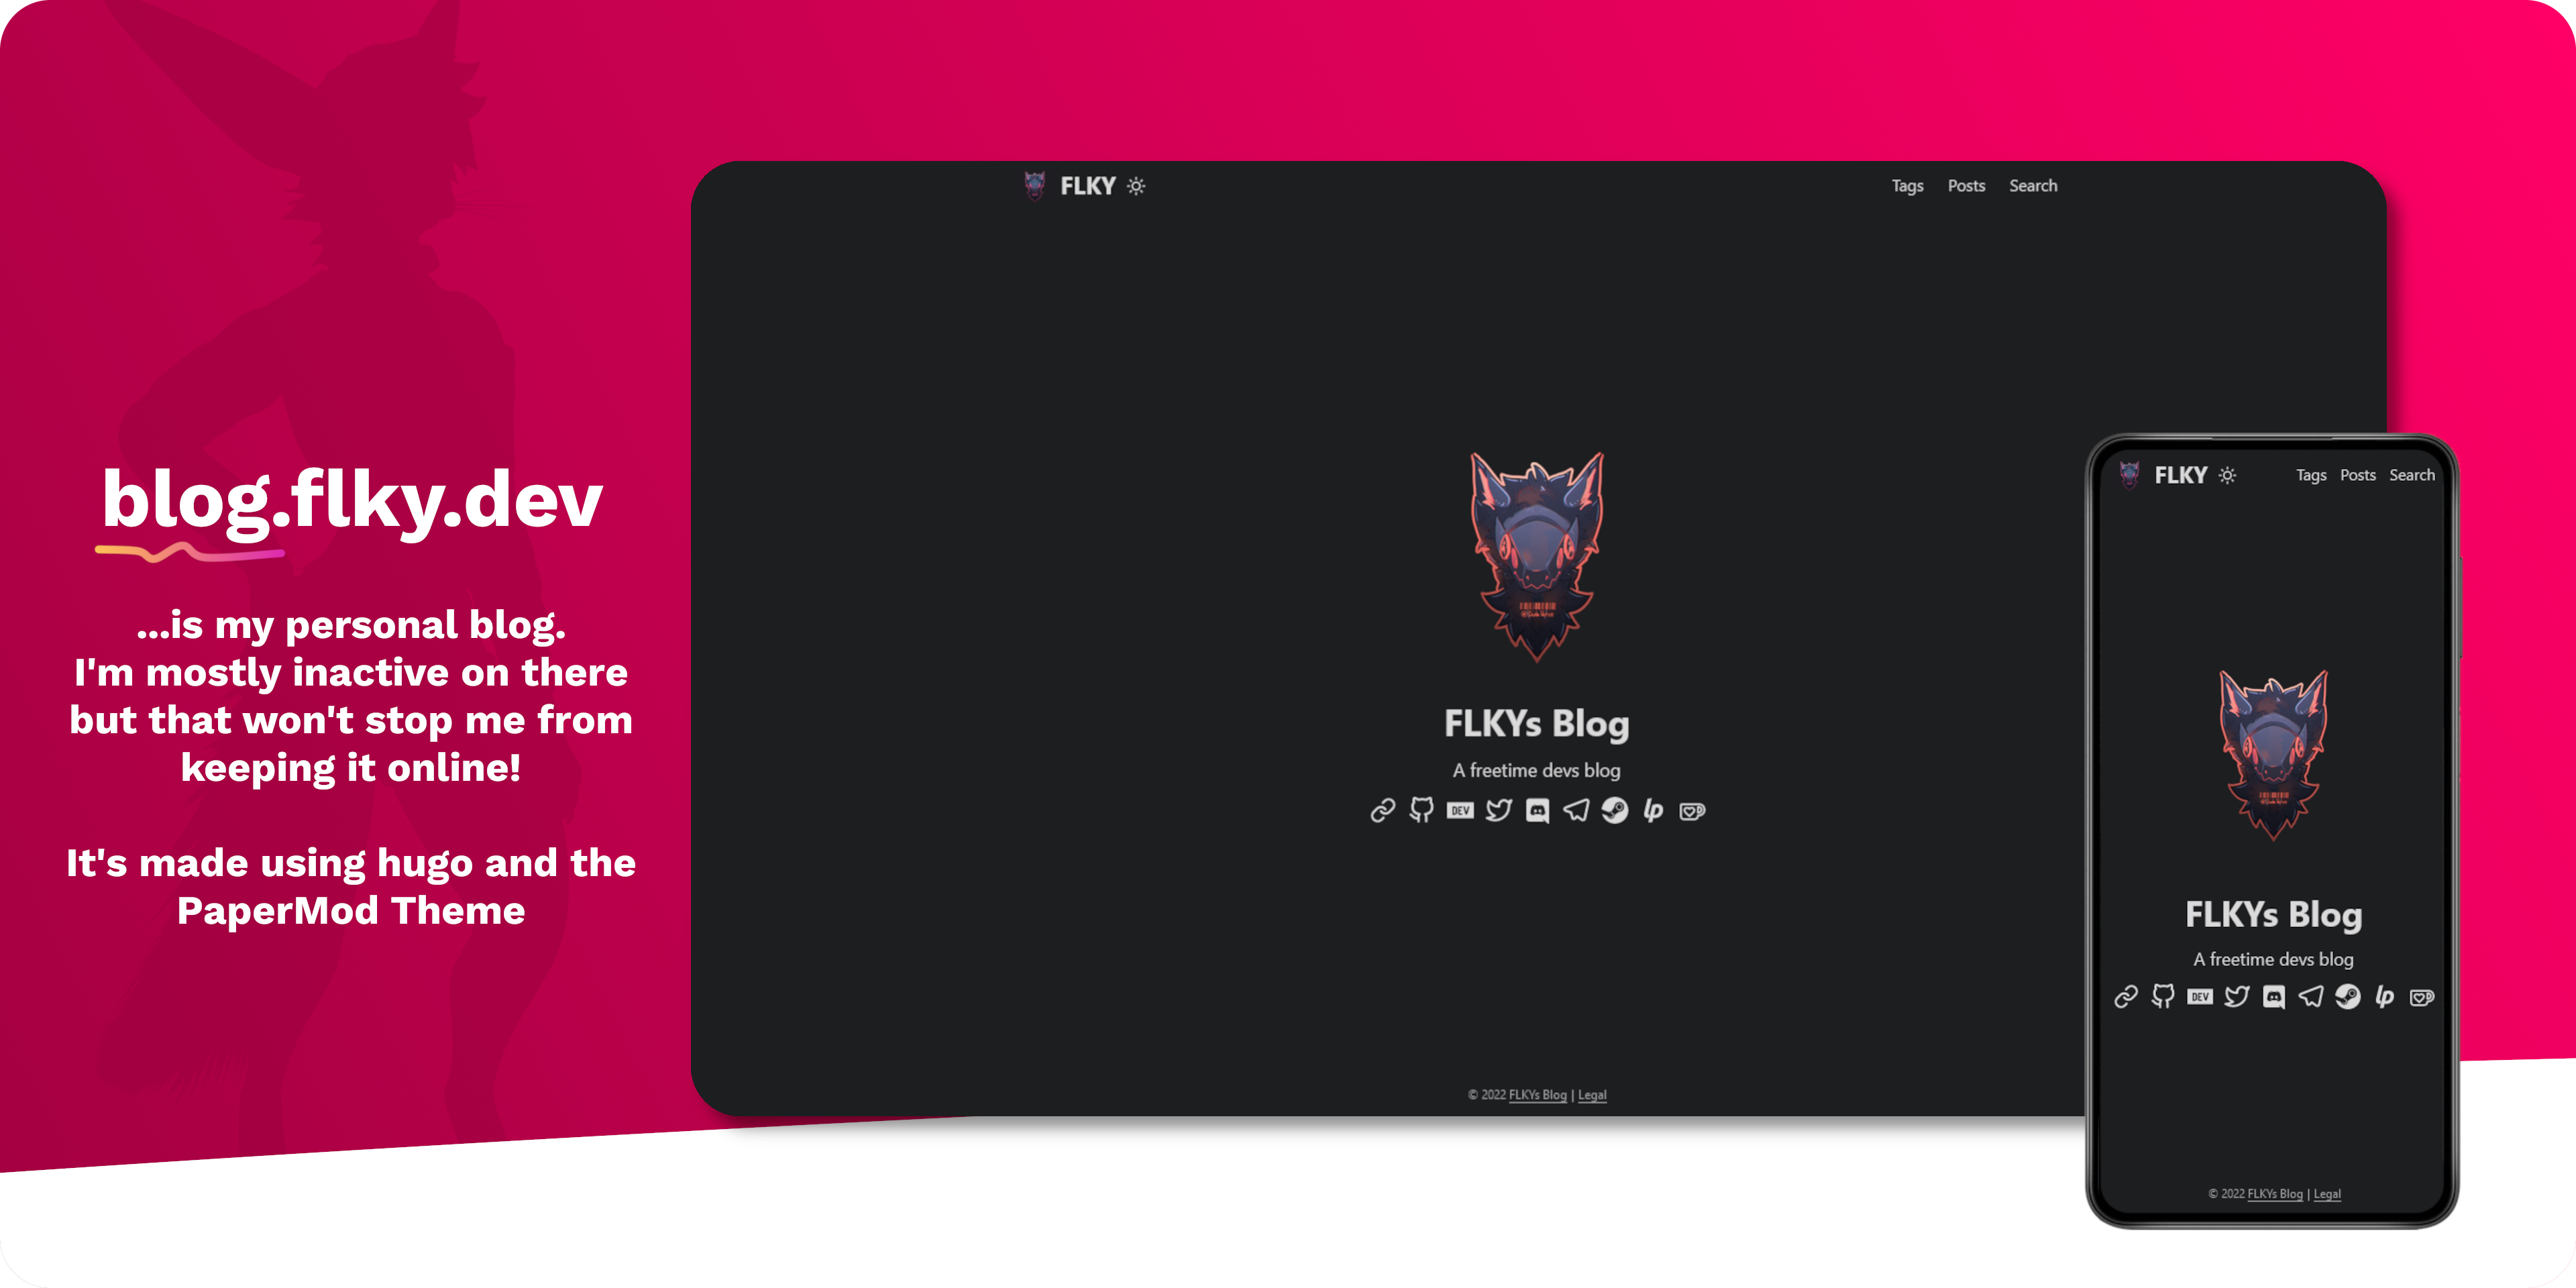 blog.flky.dev
...is my personal blog.
I'm mostly inactive on there
but that won't stop me from
keeping it online!
It's made using hugo and the
PaperMod Theme
FLKY
Tags Posts Search
FLKYs Blog
A freetime devs blog
DEV
© 2022 FLKYs Blog | Legal
FLKY
Tags Posts Search
FLKYs Blog
A freetime devs blog
DEV
© 2022 FLKYs Blog | Legal